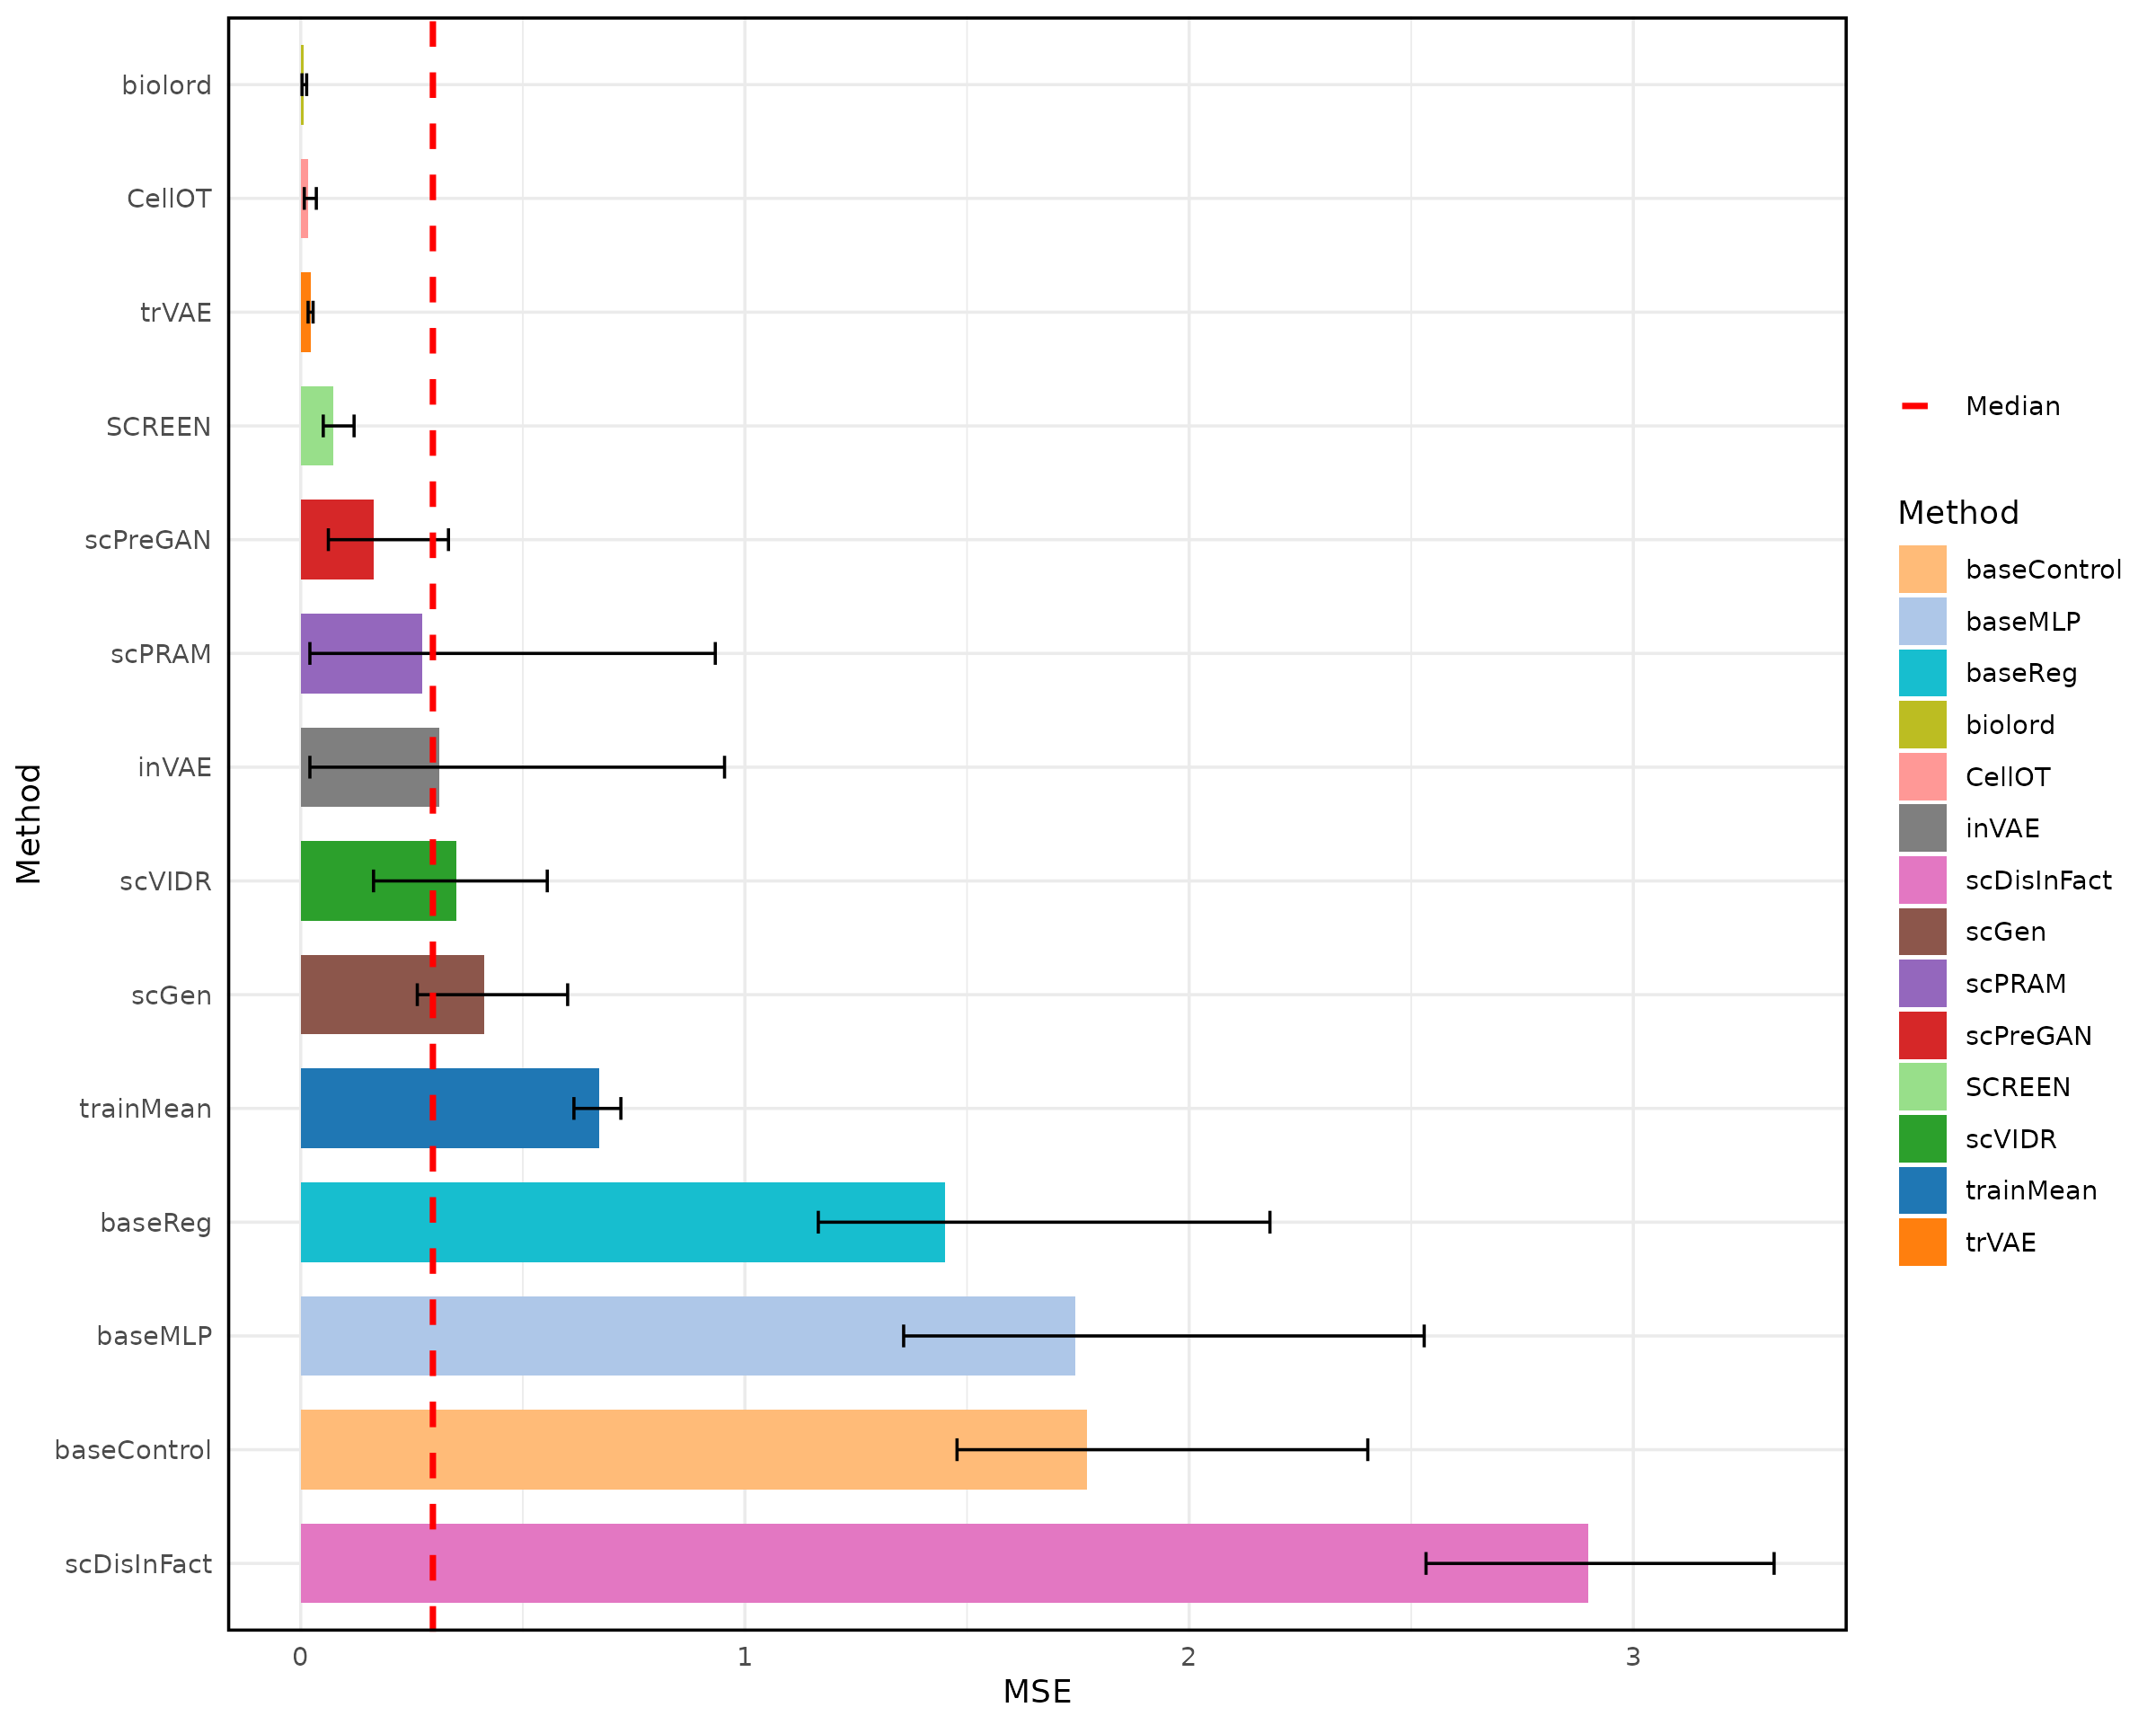 biolord
CellOT
trVAE
SCREEN
scPreGAN
scPRAM
inVAE
scVIDR
scGen
trainMean
baseReg
baseMLP
baseControl
scDisInFact
Method
0 1 2 3
MSE
Median
Method
baseControl
baseMLP
baseReg
biolord
CellOT
inVAE
scDisInFact
scGen
scPRAM
scPreGAN
SCREEN
scVIDR
trainMean
trVAE